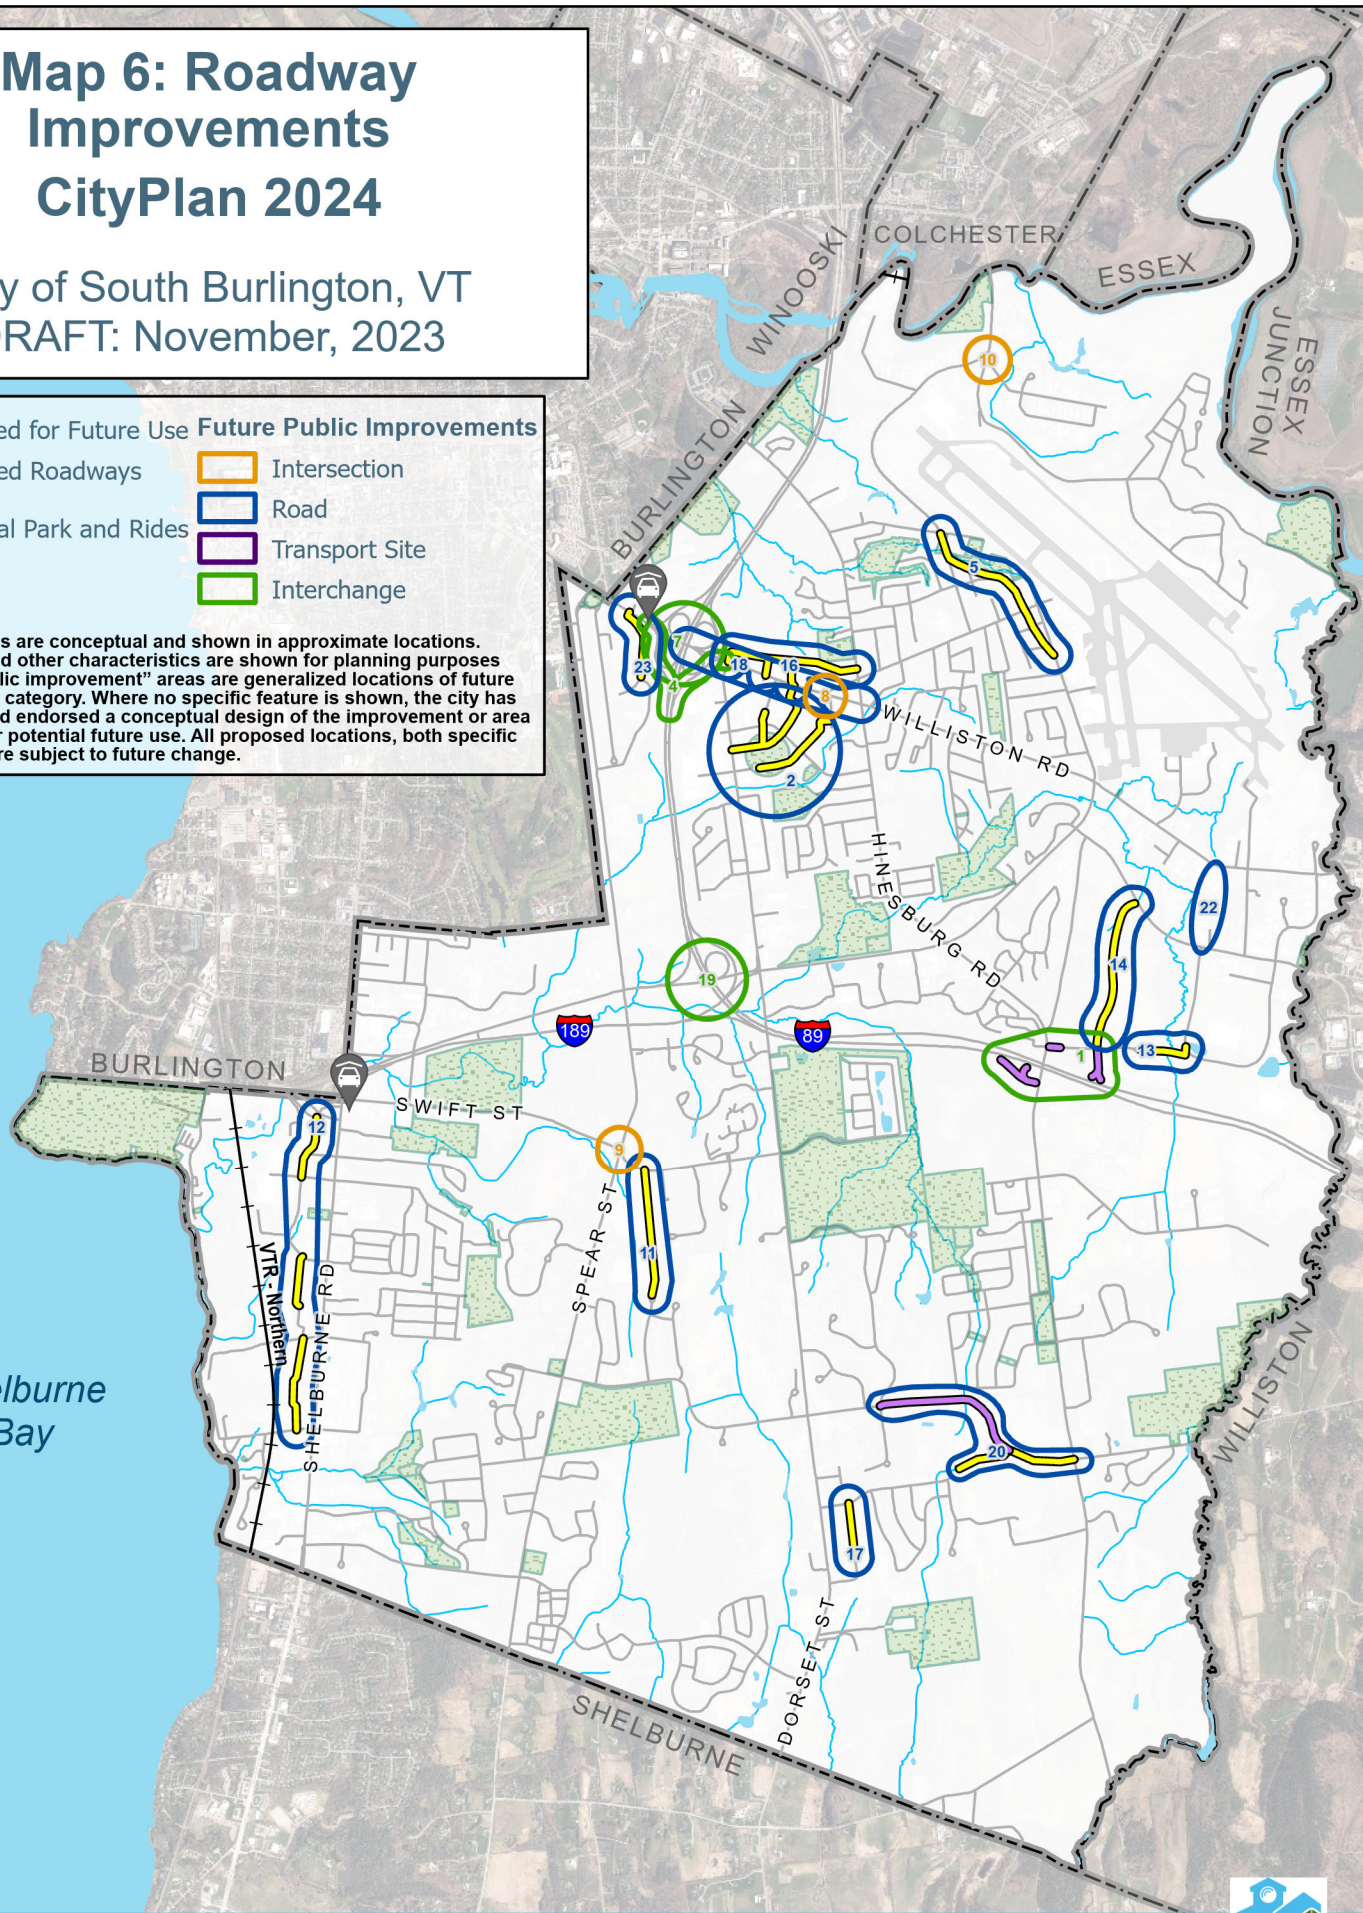 Map 6: Roadway
Improvements
CityPlan 2024
y of South Burlington, VT
RAFT: November, 2023
ed for Future Use
ed Roadways
al Park and Rides
Future Public Improvements
Intersection
Road
Transport Site
Interchange
s are conceptual and shown in approximate locations.
d other characteristics are shown for planning purposes
lic improvement” areas are generalized locations of future
category. Where no specific feature is shown, the city has
d endorsed a conceptual design of the improvement or area
r potential future use. All proposed locations, both specific
re subject to future change.
COLCHESTER
ESSEX
WINOOSKI
ESSEX
JUNCTION
BURLINGTON
10
5
7
23
18
16
4
8
WILLISTON RD
2
HINESBURG RD
22
14
19
189
89
1
13
BURLINGTON
SWIFT ST
12
9
SPEAR ST
11
VTR - Northern
SHELBURNE RD
WILLISTON
elburne
Bay
20
17
DORSET ST
SHELBURNE